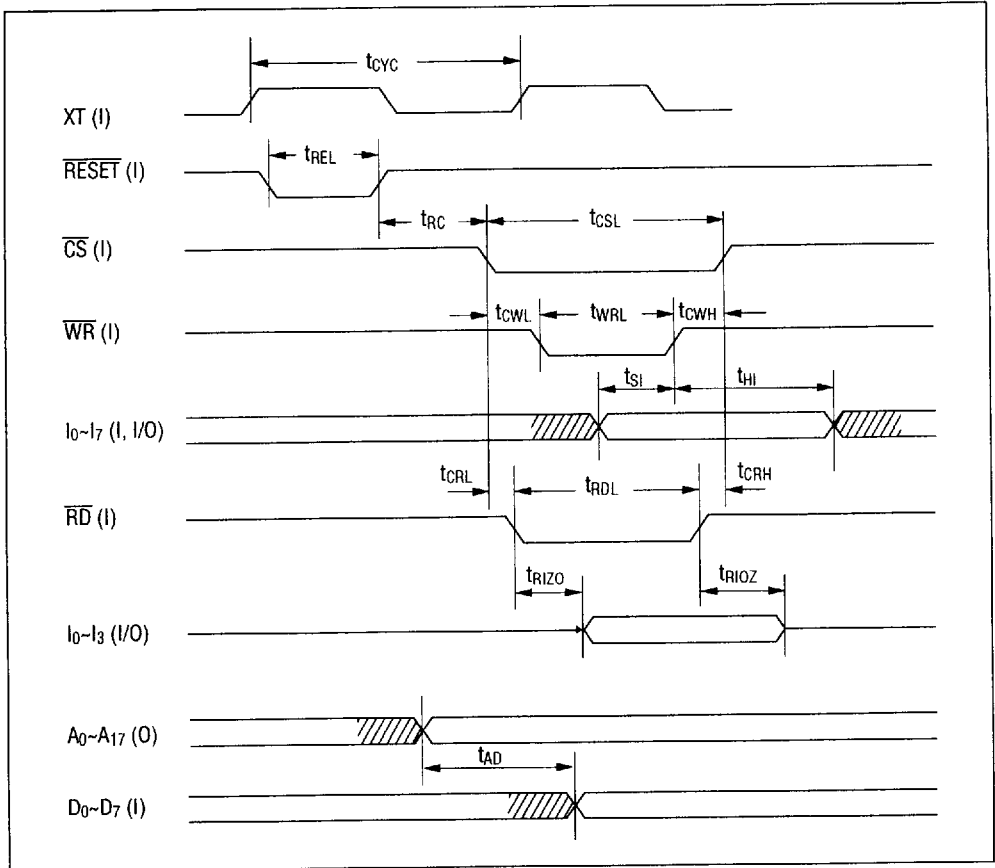 tCYC
XT (I)
tREL
RESET (I)
tRC tCSL
CS (I)
tCWL tWRL tCWH
WR (I)
tSI tHI
I0~I7 (I, I/O)
tCRL tRDL tCRH
RD (I)
tRIZO tRIOZ
I0~I3 (I/O)
A0~A17 (O)
tAD
D0~D7 (I)